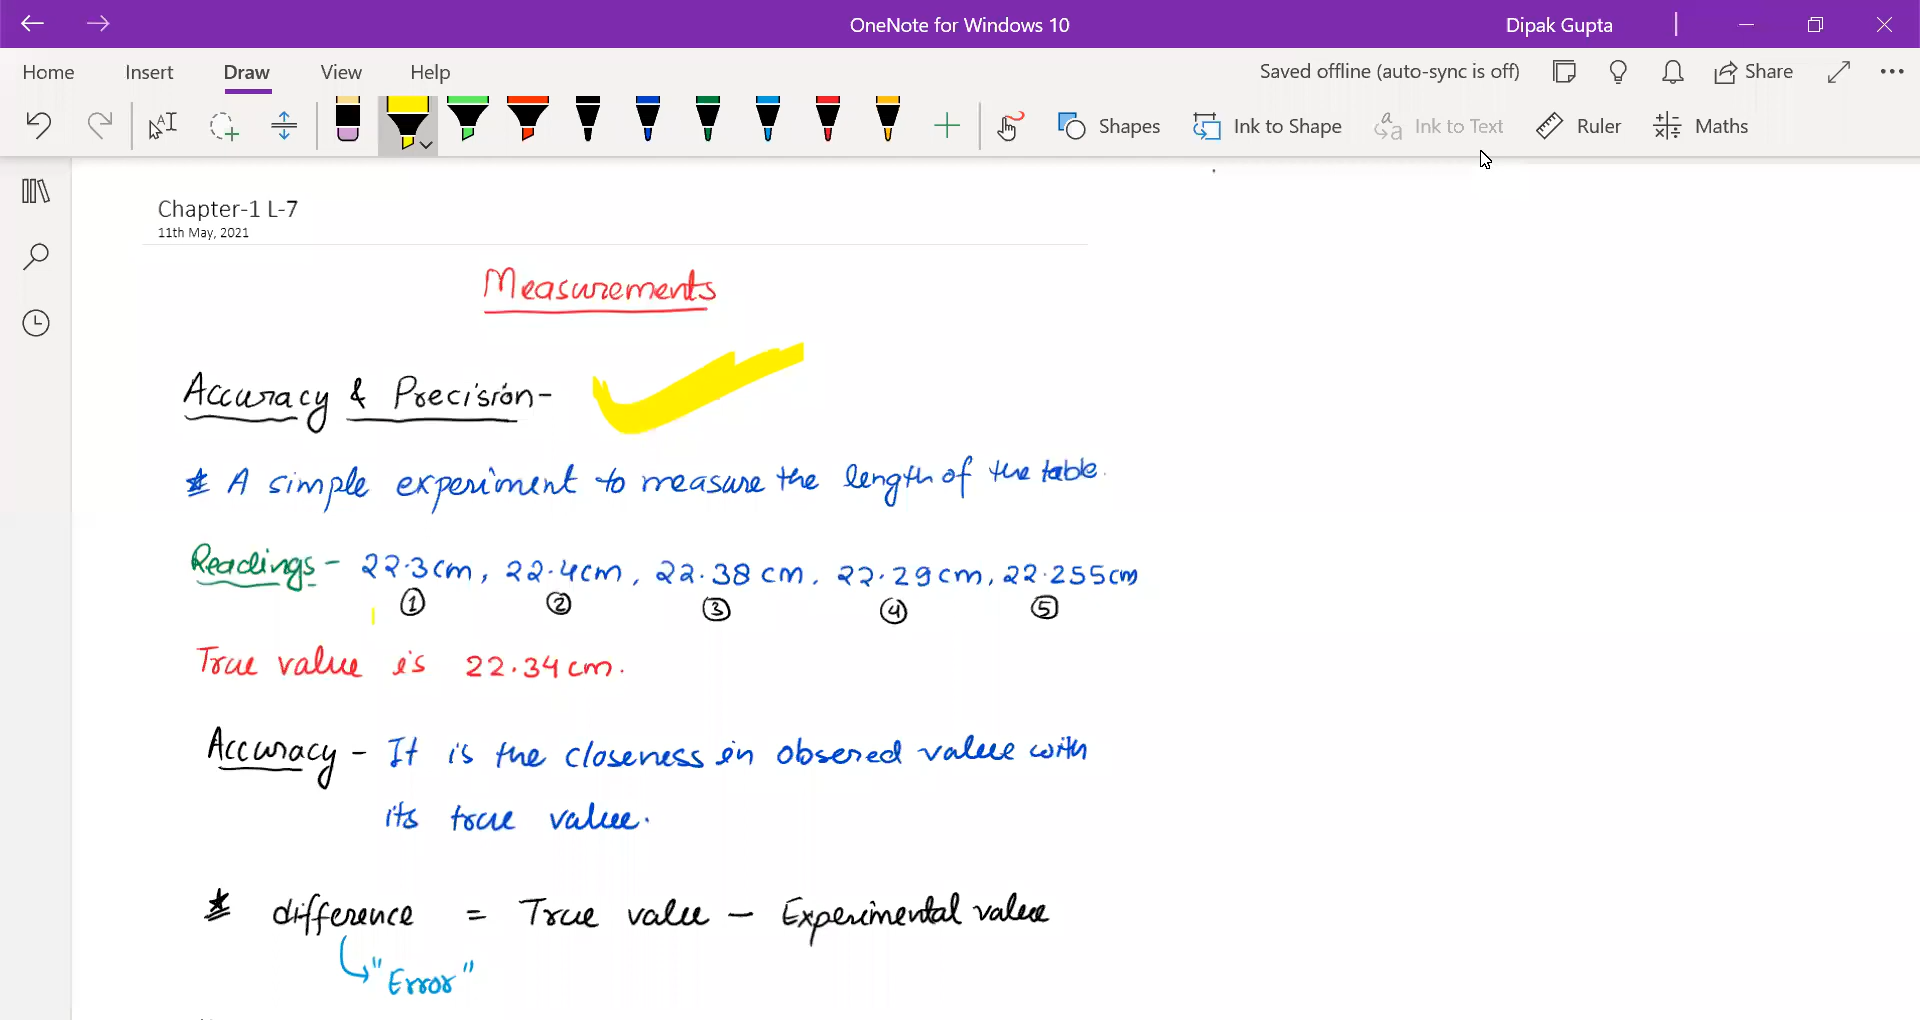 OneNote for Windows 10
Dipak Gupta
Home Insert Draw View Help
Saved offline (auto-sync is off) Share
Shapes Ink to Shape Ink to Text Ruler Maths
Chapter-1 L-7
11th May, 2021
Measurements
Accuracy & Precision-
* A simple experiment to measure the length of the table.
Readings - 22.3cm, 22.4cm, 22.38 cm, 22.29cm, 22.255cm
① ② ③ ④ ⑤
True value is 22.34cm.
Accuracy - It is the closeness in obsered value with
its true value.
* difference = True value - Experimental value
"Error"